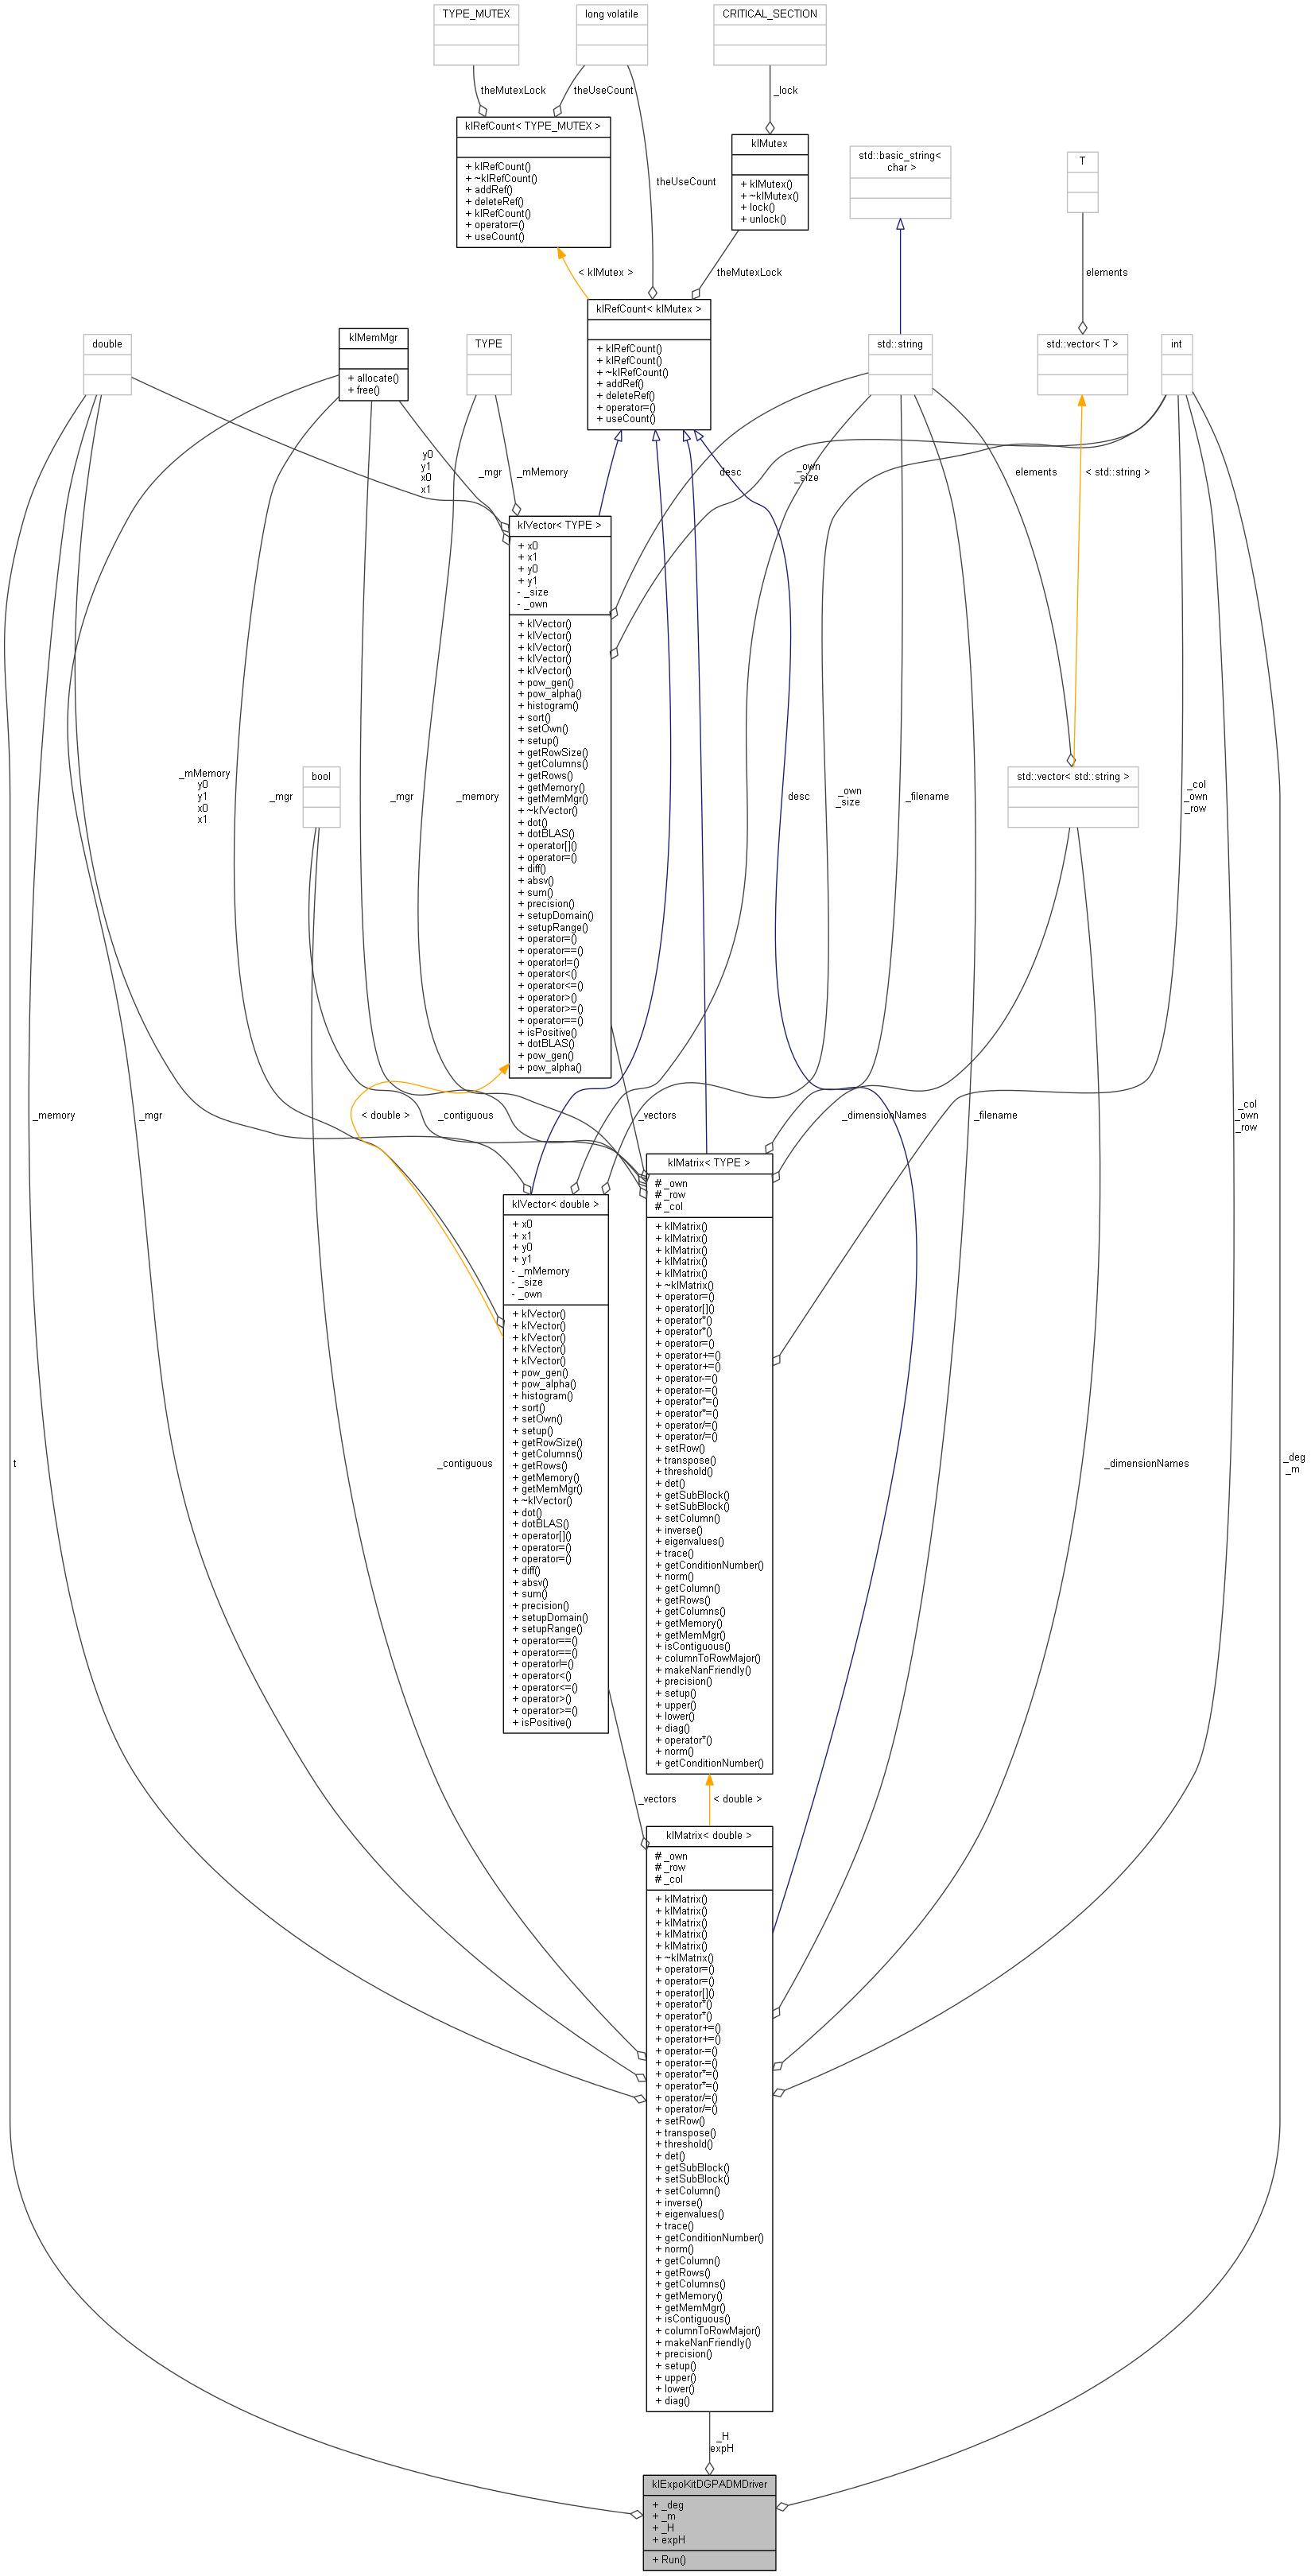 TYPE_MUTEX
long volatile
CRITICAL_SECTION
theMutexLock
theUseCount
_lock
klRefCount< TYPE_MUTEX >
+ klRefCount()
+ ~klRefCount()
+ addRef()
+ deleteRef()
+ klRefCount()
+ operator=()
+ useCount()
klMutex
+ klMutex()
+ ~klMutex()
+ lock()
+ unlock()
std::basic_string<
char >
T
theUseCount
< klMutex >
theMutexLock
elements
klRefCount< klMutex >
+ klRefCount()
+ klRefCount()
+ ~klRefCount()
+ addRef()
+ deleteRef()
+ operator=()
+ useCount()
double
klMemMgr
+ allocate()
+ free()
TYPE
std::string
std::vector< T >
int
y0
y1
x0
x1
_mgr
_mMemory
desc
_own
_size
elements
< std::string >
klVector< TYPE >
+ x0
+ x1
+ y0
+ y1
- _size
- _own
+ klVector()
+ klVector()
+ klVector()
+ klVector()
+ klVector()
+ pow_gen()
+ pow_alpha()
+ histogram()
+ sort()
+ setOwn()
+ setup()
+ getRowSize()
+ getColumns()
+ getRows()
+ getMemory()
+ getMemMgr()
+ ~klVector()
+ dot()
+ dotBLAS()
+ operator[]()
+ operator=()
+ diff()
+ absv()
+ sum()
+ precision()
+ setupDomain()
+ setupRange()
+ operator=()
+ operator==()
+ operator!=()
+ operator<()
+ operator<=()
+ operator>()
+ operator>=()
+ operator==()
+ isPositive()
+ dotBLAS()
+ pow_gen()
+ pow_alpha()
_mMemory
y0
y1
x0
x1
_mgr
bool
_mgr
_memory
desc
_own
_size
_filename
std::vector< std::string >
_col
_own
_row
_memory
_mgr
< double >
_contiguous
_vectors
_dimensionNames
_filename
_col
_own
_row
klMatrix< TYPE >
# _own
# _row
# _col
+ klMatrix()
+ klMatrix()
+ klMatrix()
+ klMatrix()
+ klMatrix()
+ ~klMatrix()
+ operator=()
+ operator[]()
+ operator*()
+ operator*()
+ operator=()
+ operator+=()
+ operator+=()
+ operator-=()
+ operator-=()
+ operator*=()
+ operator*=()
+ operator/=()
+ operator/=()
+ setRow()
+ transpose()
+ threshold()
+ det()
+ getSubBlock()
+ setSubBlock()
+ setColumn()
+ inverse()
+ eigenvalues()
+ trace()
+ getConditionNumber()
+ norm()
+ getColumn()
+ getRows()
+ getColumns()
+ getMemory()
+ getMemMgr()
+ isContiguous()
+ columnToRowMajor()
+ makeNanFriendly()
+ precision()
+ setup()
+ upper()
+ lower()
+ diag()
+ operator*()
+ norm()
+ getConditionNumber()
klVector< double >
+ x0
+ x1
+ y0
+ y1
- _mMemory
- _size
- _own
+ klVector()
+ klVector()
+ klVector()
+ klVector()
+ klVector()
+ pow_gen()
+ pow_alpha()
+ histogram()
+ sort()
+ setOwn()
+ setup()
+ getRowSize()
+ getColumns()
+ getRows()
+ getMemory()
+ getMemMgr()
+ ~klVector()
+ dot()
+ dotBLAS()
+ operator[]()
+ operator=()
+ operator=()
+ diff()
+ absv()
+ sum()
+ precision()
+ setupDomain()
+ setupRange()
+ operator==()
+ operator==()
+ operator!=()
+ operator<()
+ operator<=()
+ operator>()
+ operator>=()
+ isPositive()
t
_contiguous
_dimensionNames
_deg
_m
_vectors
< double >
klMatrix< double >
# _own
# _row
# _col
+ klMatrix()
+ klMatrix()
+ klMatrix()
+ klMatrix()
+ klMatrix()
+ ~klMatrix()
+ operator=()
+ operator=()
+ operator[]()
+ operator*()
+ operator*()
+ operator+=()
+ operator+=()
+ operator-=()
+ operator-=()
+ operator*=()
+ operator*=()
+ operator/=()
+ operator/=()
+ setRow()
+ transpose()
+ threshold()
+ det()
+ getSubBlock()
+ setSubBlock()
+ setColumn()
+ inverse()
+ eigenvalues()
+ trace()
+ getConditionNumber()
+ norm()
+ getColumn()
+ getRows()
+ getColumns()
+ getMemory()
+ getMemMgr()
+ isContiguous()
+ columnToRowMajor()
+ makeNanFriendly()
+ precision()
+ setup()
+ upper()
+ lower()
+ diag()
_H
expH
klExpoKitDGPADMDriver
+ _deg
+ _m
+ _H
+ expH
+ Run()